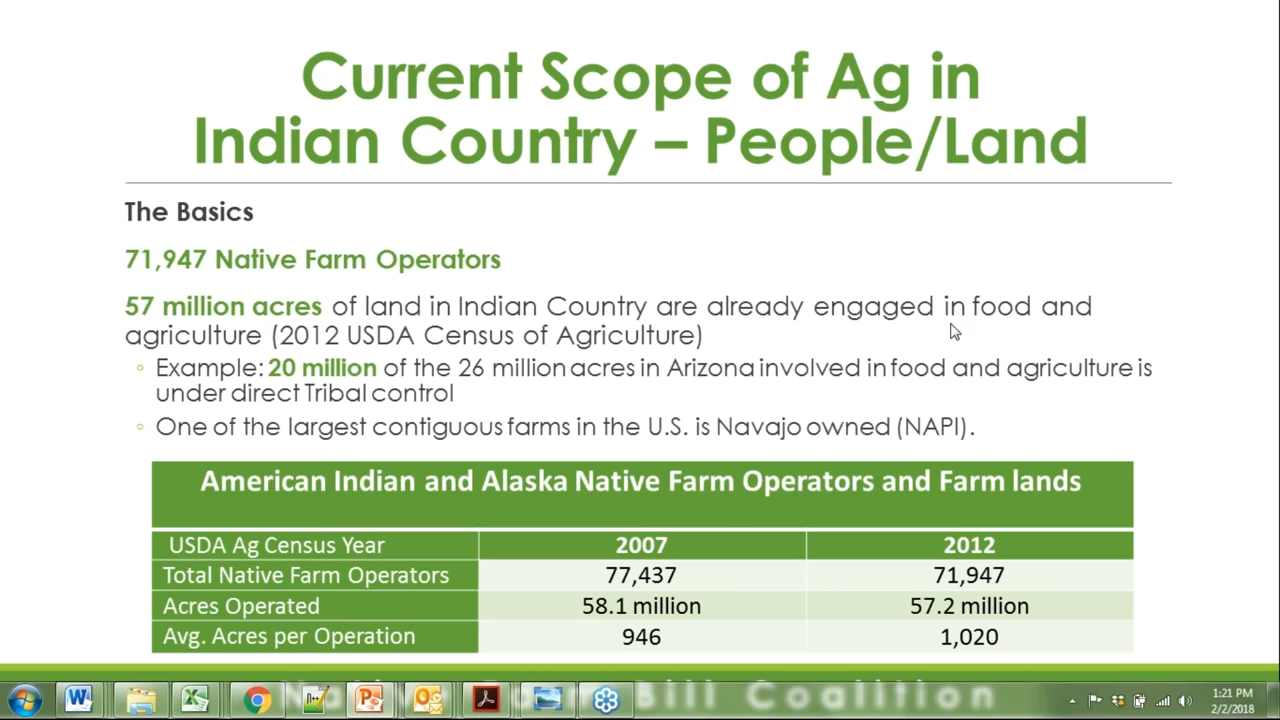 Current Scope of Ag in
Indian Country – People/Land
The Basics
71,947 Native Farm Operators
57 million acres of land in Indian Country are already engaged in food and
agriculture (2012 USDA Census of Agriculture)
◦ Example: 20 million of the 26 million acres in Arizona involved in food and agriculture is
under direct Tribal control
◦ One of the largest contiguous farms in the U.S. is Navajo owned (NAPI).
American Indian and Alaska Native Farm Operators and Farm lands
USDA Ag Census Year 2007 2012
Total Native Farm Operators 77,437 71,947
Acres Operated 58.1 million 57.2 million
Avg. Acres per Operation 946 1,020
Bill Coalition
1:21 PM
2/2/2018